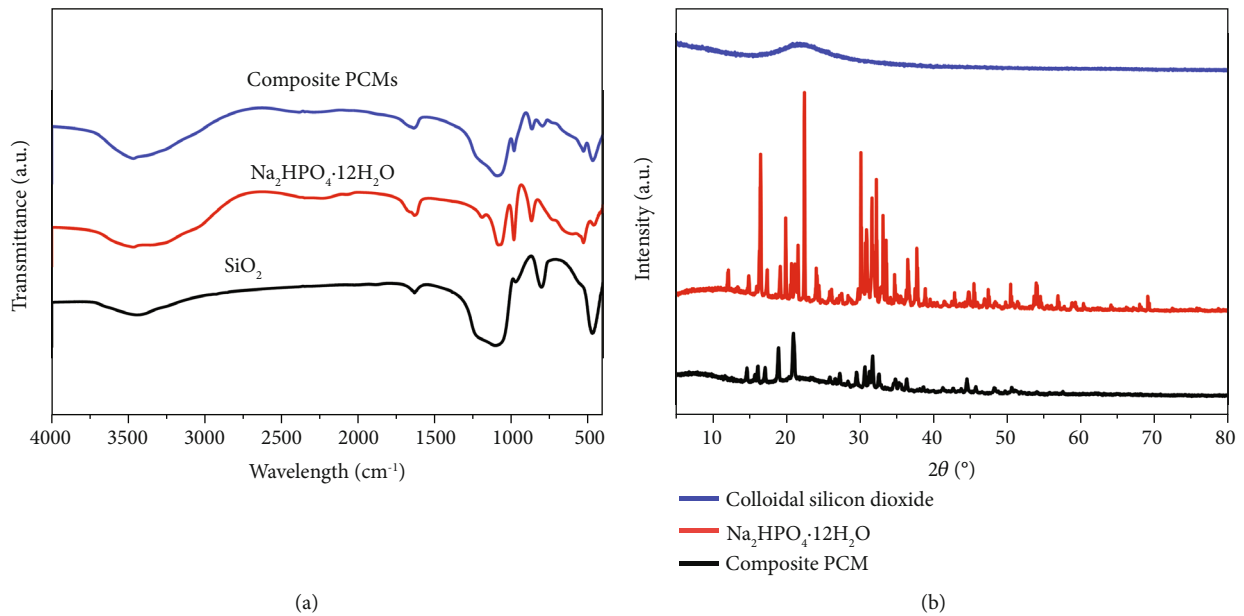 Transmittance (a.u.)
Composite PCMs
Na₂HPO₄·12H₂O
SiO₂
4000 3500 3000 2500 2000 1500 1000 500
Wavelength (cm⁻¹)
(a)
Intensity (a.u.)
10 20 30 40 50 60 70 80
2θ (°)
Colloidal silicon dioxide
Na₂HPO₄·12H₂O
Composite PCM
(b)